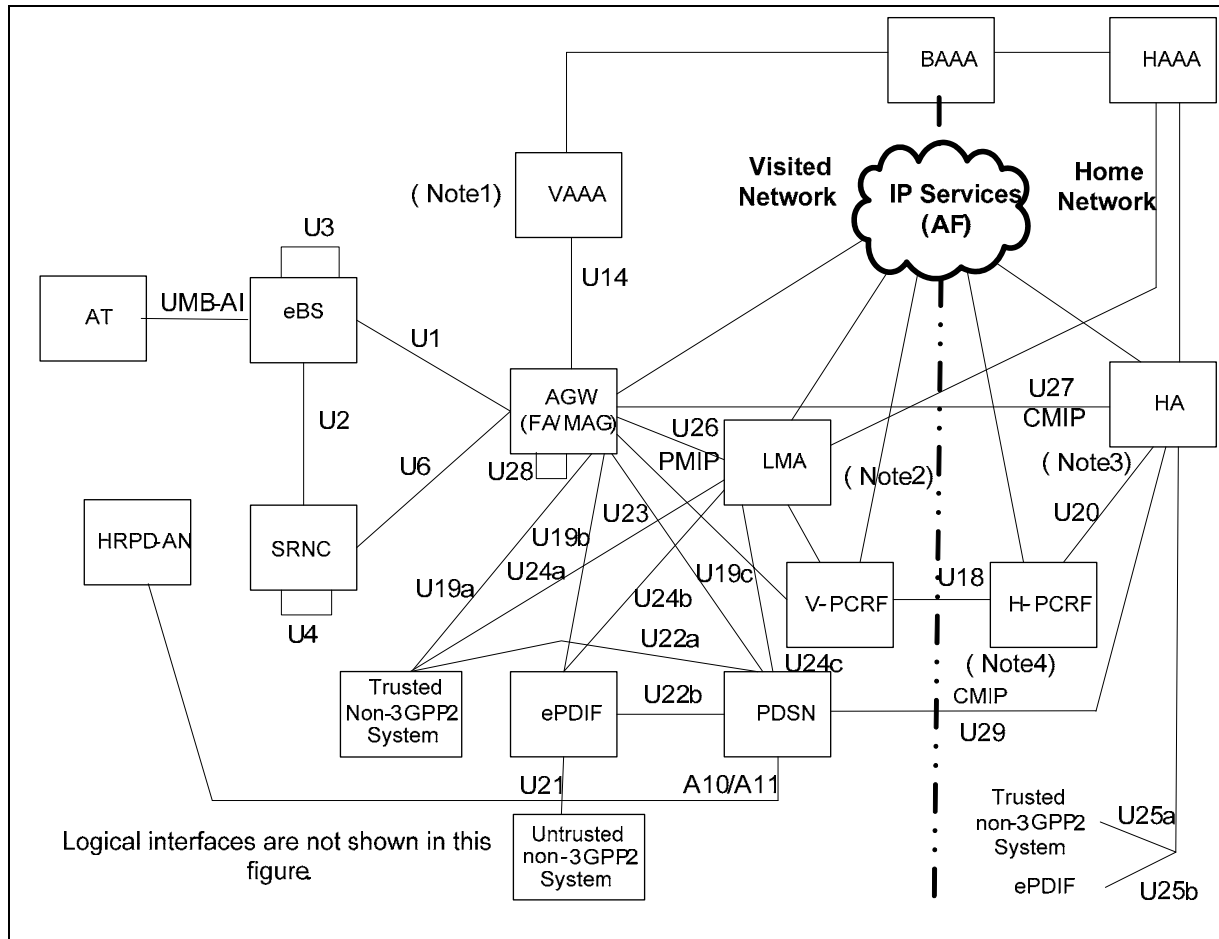 BAAA
HAAA
Visited
Network
Home
Network
IP Services
(AF)
( Note1)
VAAA
U3
U14
AT
UMB-AI
eBS
U1
U2
AGW
(FA/MAG)
U27
CMIP
HA
U26
PMIP
LMA
U6
U28
( Note2)
( Note3)
U20
HRPD-AN
SRNC
U23
U19b
U24a
U19a
U19c
U24b
V-PCRF
U18
H-PCRF
U4
U22a
U24c
( Note4)
Trusted
Non-3GPP2
System
ePDIF
U22b
PDSN
CMIP
U29
U21
A10/A11
Logical interfaces are not shown in this
figure.
Untrusted
non-3GPP2
System
Trusted
non-3GPP2
System
U25a
ePDIF
U25b